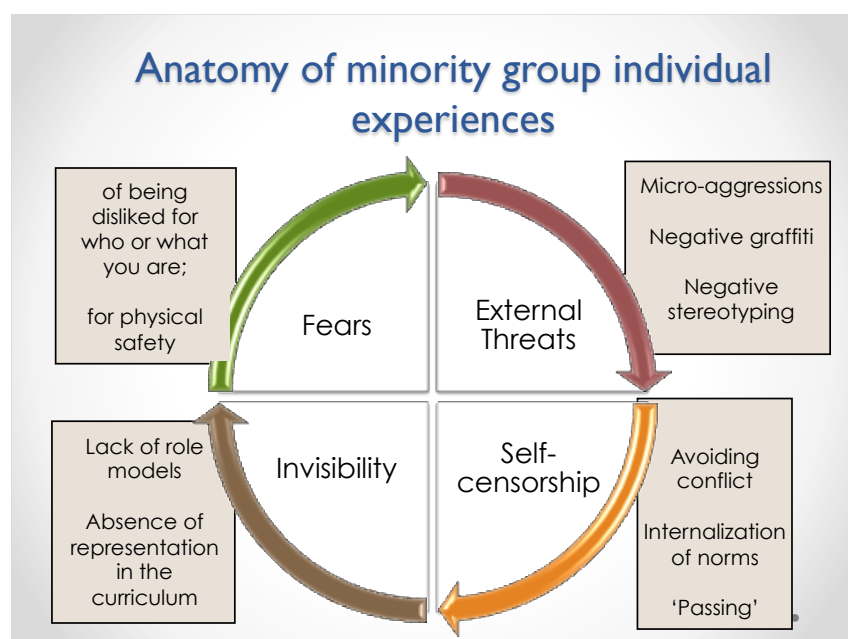 Anatomy of minority group individual
experiences
of being
disliked for
who or what
you are;
for physical
safety
Fears
External
Threats
Micro-aggressions
Negative graffiti
Negative
stereotyping
Lack of role
models
Absence of
representation
in the
curriculum
Invisibility
Self-
censorship
Avoiding
conflict
Internalization
of norms
‘Passing’